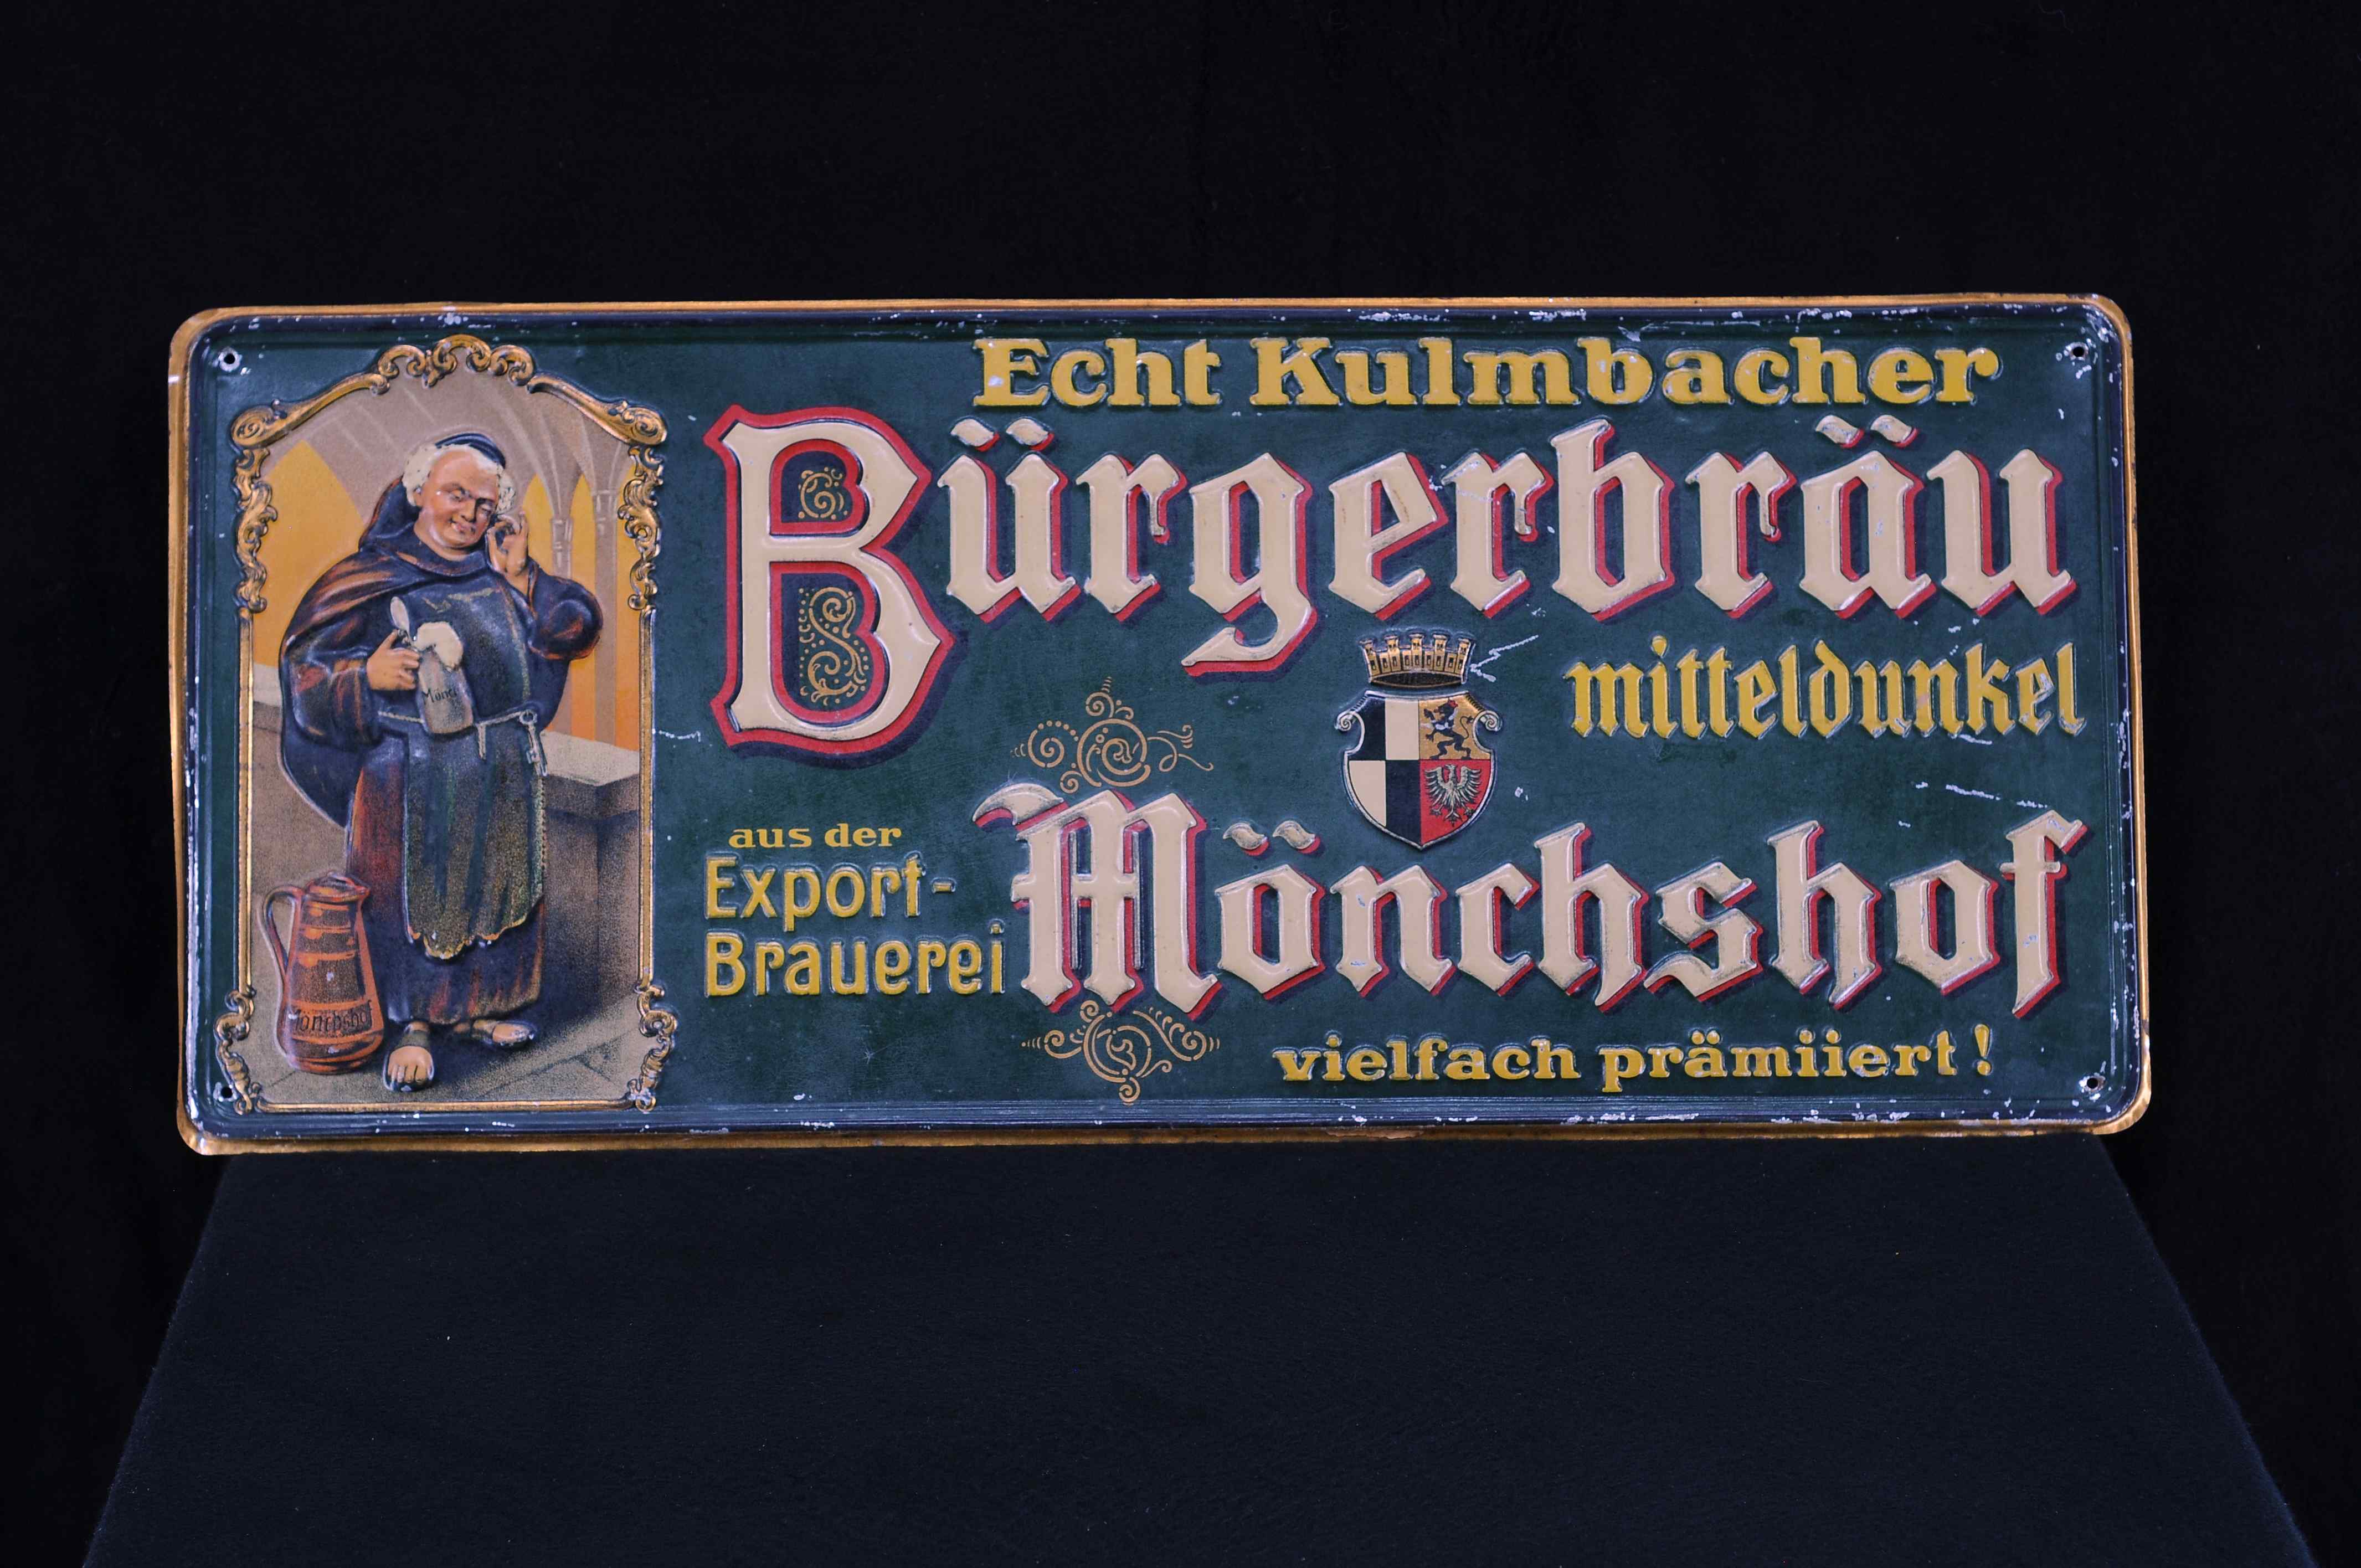 Echt Kulmbacher
Bürgerbräu
mitteldunkel
aus der
Export-
Brauerei
Mönchshof
vielfach prämiiert!
Mönchshof